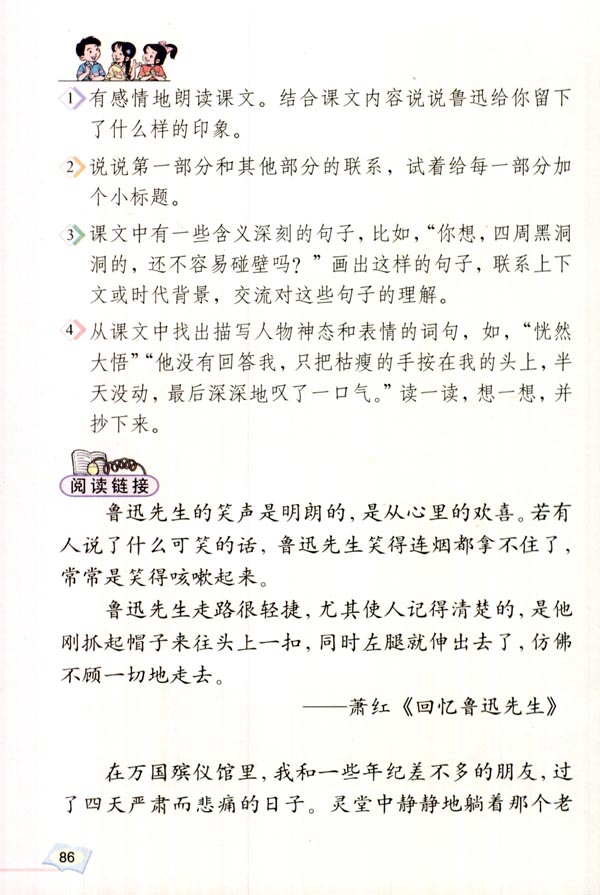 1 有感情地朗读课文。结合课文内容说说鲁迅给你留下
了什么样的印象。
2 说说第一部分和其他部分的联系，试着给每一部分加
个小标题。
3 课文中有一些含义深刻的句子，比如，“你想，四周黑洞
洞的，还不容易碰壁吗？”画出这样的句子，联系上下
文或时代背景，交流对这些句子的理解。
4 从课文中找出描写人物神态和表情的词句，如，“恍然
大悟”“他没有回答我，只把枯瘦的手按在我的头上，半
天没动，最后深深地叹了一口气。”读一读，想一想，并
抄下来。
阅读链接
鲁迅先生的笑声是明朗的，是从心里的欢喜。若有
人说了什么可笑的话，鲁迅先生笑得连烟都拿不住了，
常常是笑得咳嗽起来。
鲁迅先生走路很轻捷，尤其使人记得清楚的，是他
刚抓起帽子来往头上一扣，同时左腿就伸出去了，仿佛
不顾一切地走去。
——萧红《回忆鲁迅先生》
在万国殡仪馆里，我和一些年纪差不多的朋友，过
了四天严肃而悲痛的日子。灵堂中静静地躺着那个老
86